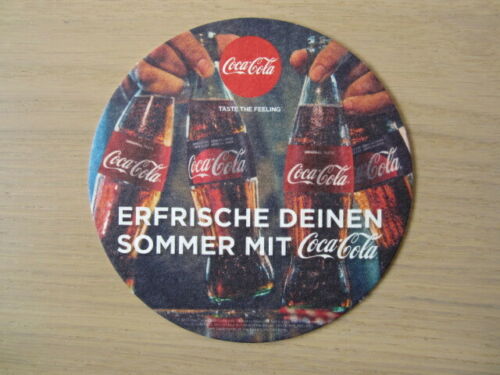 Coca-Cola
TASTE THE FEELING
Coca-Cola
Coca-Cola
Coca-Cola
Coca-Cola
ERFRISCHE DEINEN
SOMMER MIT Coca-Cola